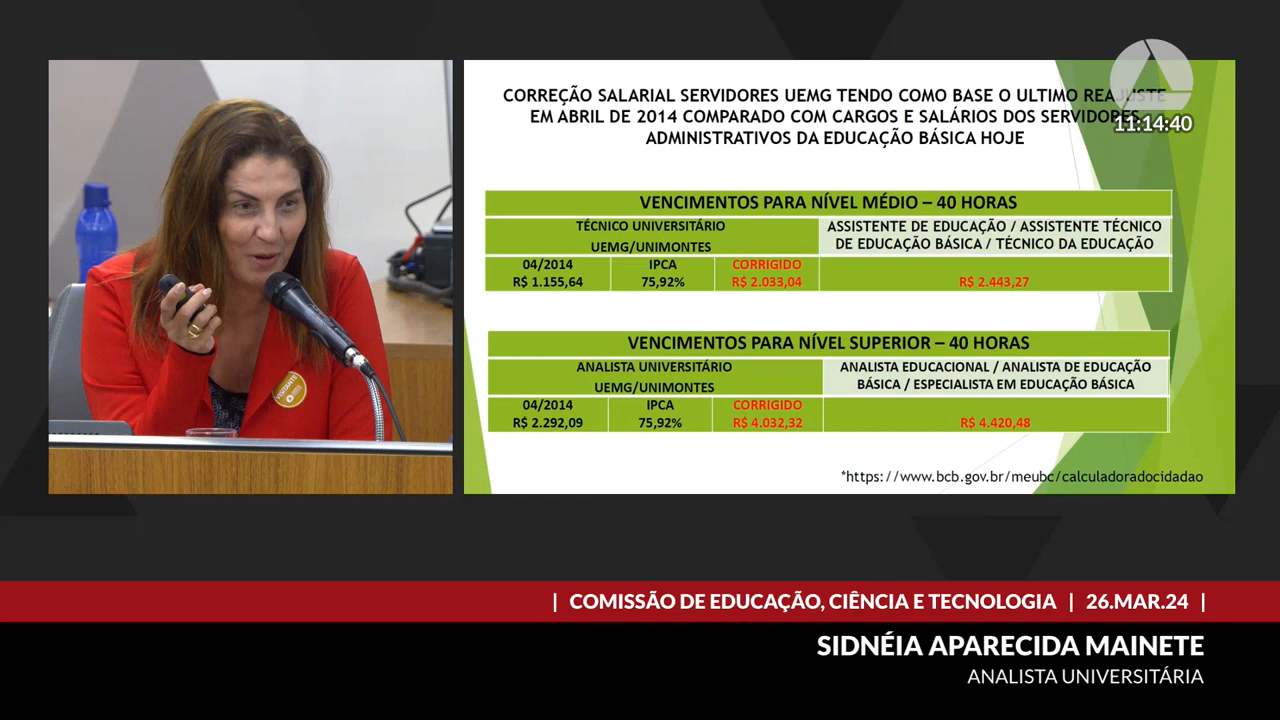 CORREÇÃO SALARIAL SERVIDORES UEMG TENDO COMO BASE O ULTIMO REAJUSTE
EM ABRIL DE 2014 COMPARADO COM CARGOS E SALÁRIOS DOS SERVIDORES
ADMINISTRATIVOS DA EDUCAÇÃO BÁSICA HOJE
11:14:40
VENCIMENTOS PARA NÍVEL MÉDIO – 40 HORAS
TÉCNICO UNIVERSITÁRIO
UEMG/UNIMONTES
ASSISTENTE DE EDUCAÇÃO / ASSISTENTE TÉCNICO
DE EDUCAÇÃO BÁSICA / TÉCNICO DA EDUCAÇÃO
04/2014 IPCA CORRIGIDO
R$ 1.155,64 75,92% R$ 2.033,04 R$ 2.443,27
VENCIMENTOS PARA NÍVEL SUPERIOR – 40 HORAS
ANALISTA UNIVERSITÁRIO
UEMG/UNIMONTES
ANALISTA EDUCACIONAL / ANALISTA DE EDUCAÇÃO
BÁSICA / ESPECIALISTA EM EDUCAÇÃO BÁSICA
04/2014 IPCA CORRIGIDO
R$ 2.292,09 75,92% R$ 4.032,32 R$ 4.420,48
*https://www.bcb.gov.br/meubc/calculadoradocidadao
VISITANTE
| COMISSÃO DE EDUCAÇÃO, CIÊNCIA E TECNOLOGIA | 26.MAR.24 |
SIDNÉIA APARECIDA MAINETE
ANALISTA UNIVERSITÁRIA